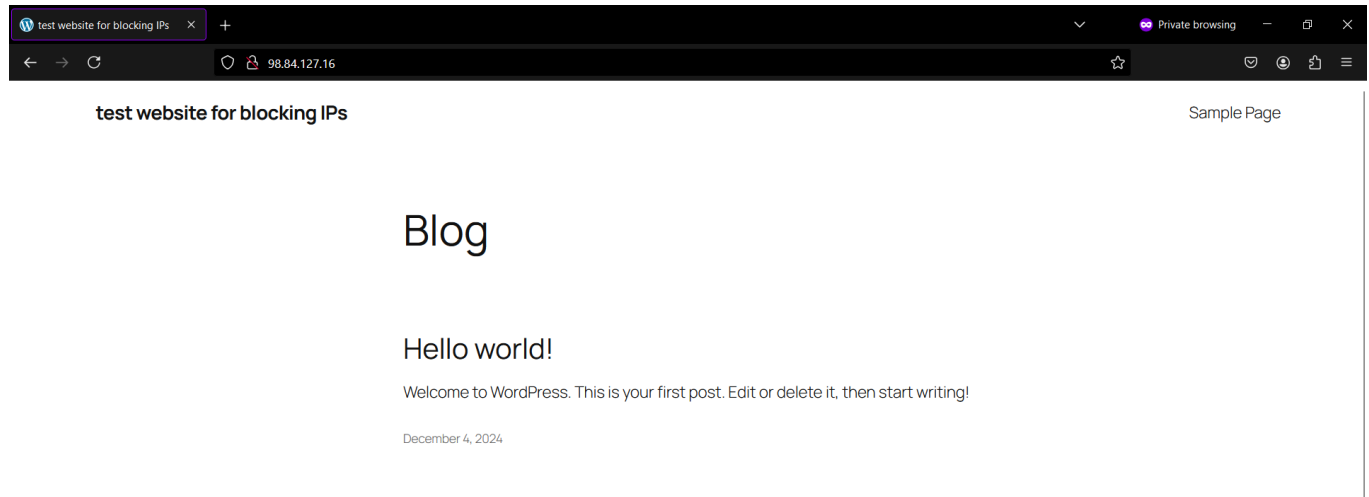 test website for blocking IPs
Private browsing
98.84.127.16
test website for blocking IPs Sample Page
Blog
Hello world!
Welcome to WordPress. This is your first post. Edit or delete it, then start writing!
December 4, 2024